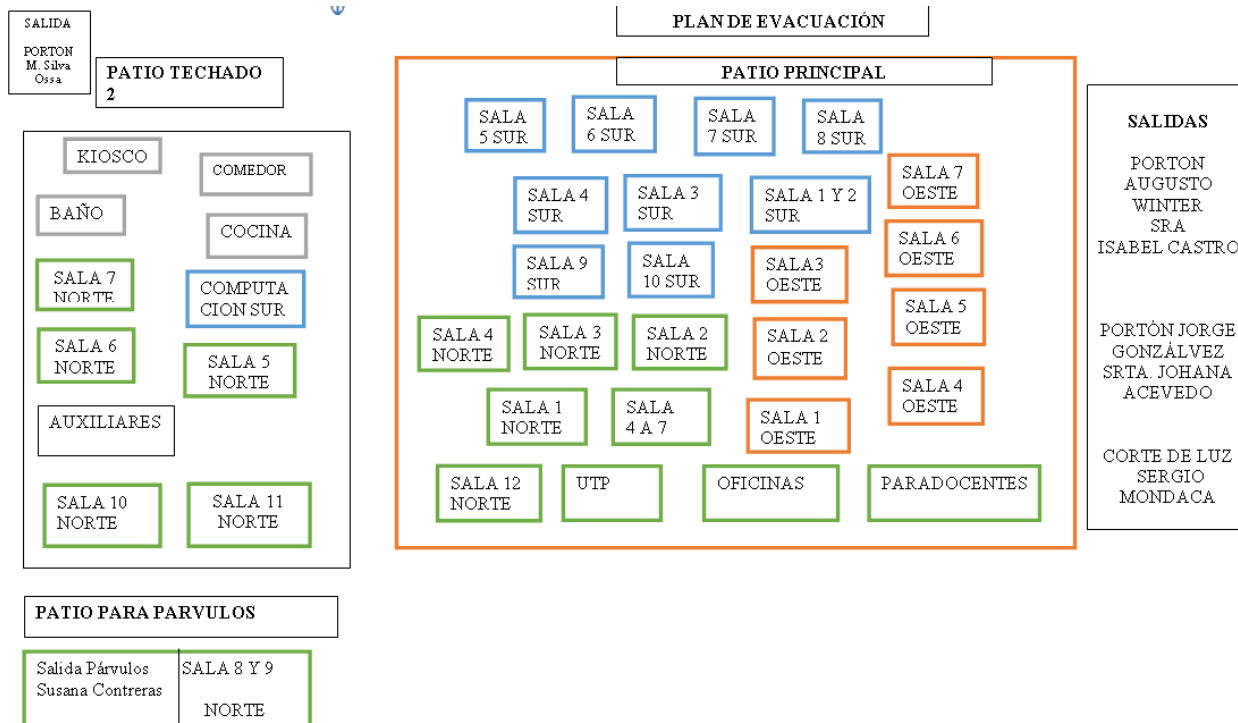 SALIDA
PORTON
M. Silva
Ossa
PATIO TECHADO
2
KIOSCO
COMEDOR
BAÑO
COCINA
SALA 7
NORTE
COMPUTA
CION SUR
SALA 6
NORTE
SALA 5
NORTE
AUXILIARES
SALA 10
NORTE
SALA 11
NORTE
PATIO PARA PARVULOS
Salida Párvulos
Susana Contreras
SALA 8 Y 9
NORTE
PLAN DE EVACUACIÓN
PATIO PRINCIPAL
SALA
5 SUR
SALA
6 SUR
SALA
7 SUR
SALA
8 SUR
SALA 7
OESTE
SALA 4
SUR
SALA 3
SUR
SALA 1 Y 2
SUR
SALA 6
OESTE
SALA 9
SUR
SALA
10 SUR
SALA3
OESTE
SALA 5
OESTE
SALA 4
NORTE
SALA 3
NORTE
SALA 2
NORTE
SALA 2
OESTE
SALA 4
OESTE
SALA 1
NORTE
SALA
4 A 7
SALA 1
OESTE
SALA 12
NORTE
UTP
OFICINAS
PARADOCENTES
SALIDAS
PORTON
AUGUSTO
WINTER
SRA
ISABEL CASTRO
PORTÓN JORGE
GONZÁLVEZ
SRTA. JOHANA
ACEVEDO
CORTE DE LUZ
SERGIO
MONDACA